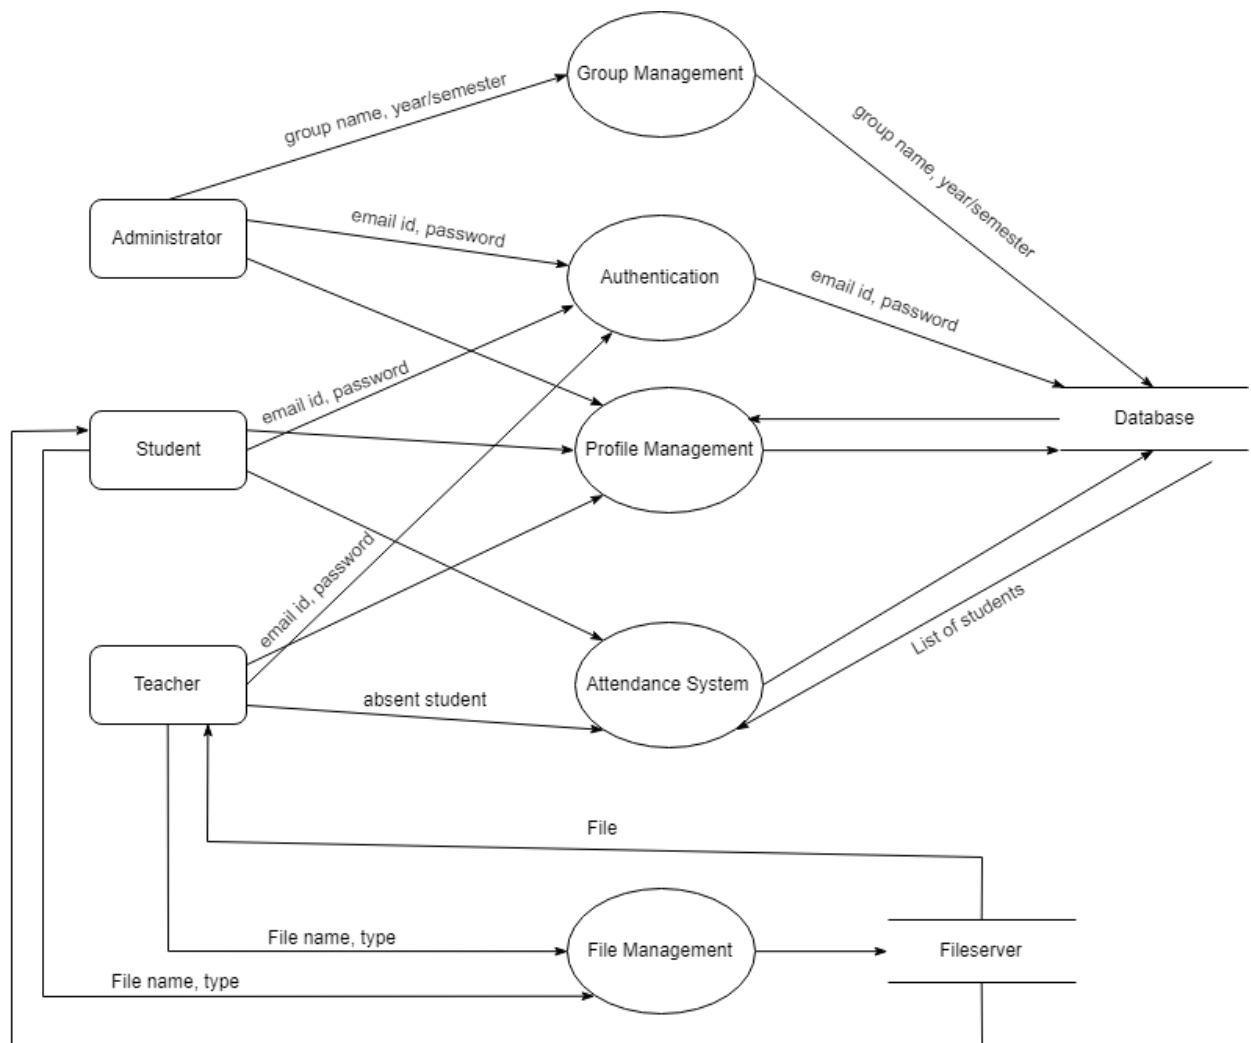 Group Management
group name, year/semester
group name, year/semester
Administrator
email id, password
Authentication
email id, password
email id, password
Database
Student
Profile Management
email id, password
List of students
Teacher
absent student
Attendance System
File
File name, type
File Management
Fileserver
File name, type